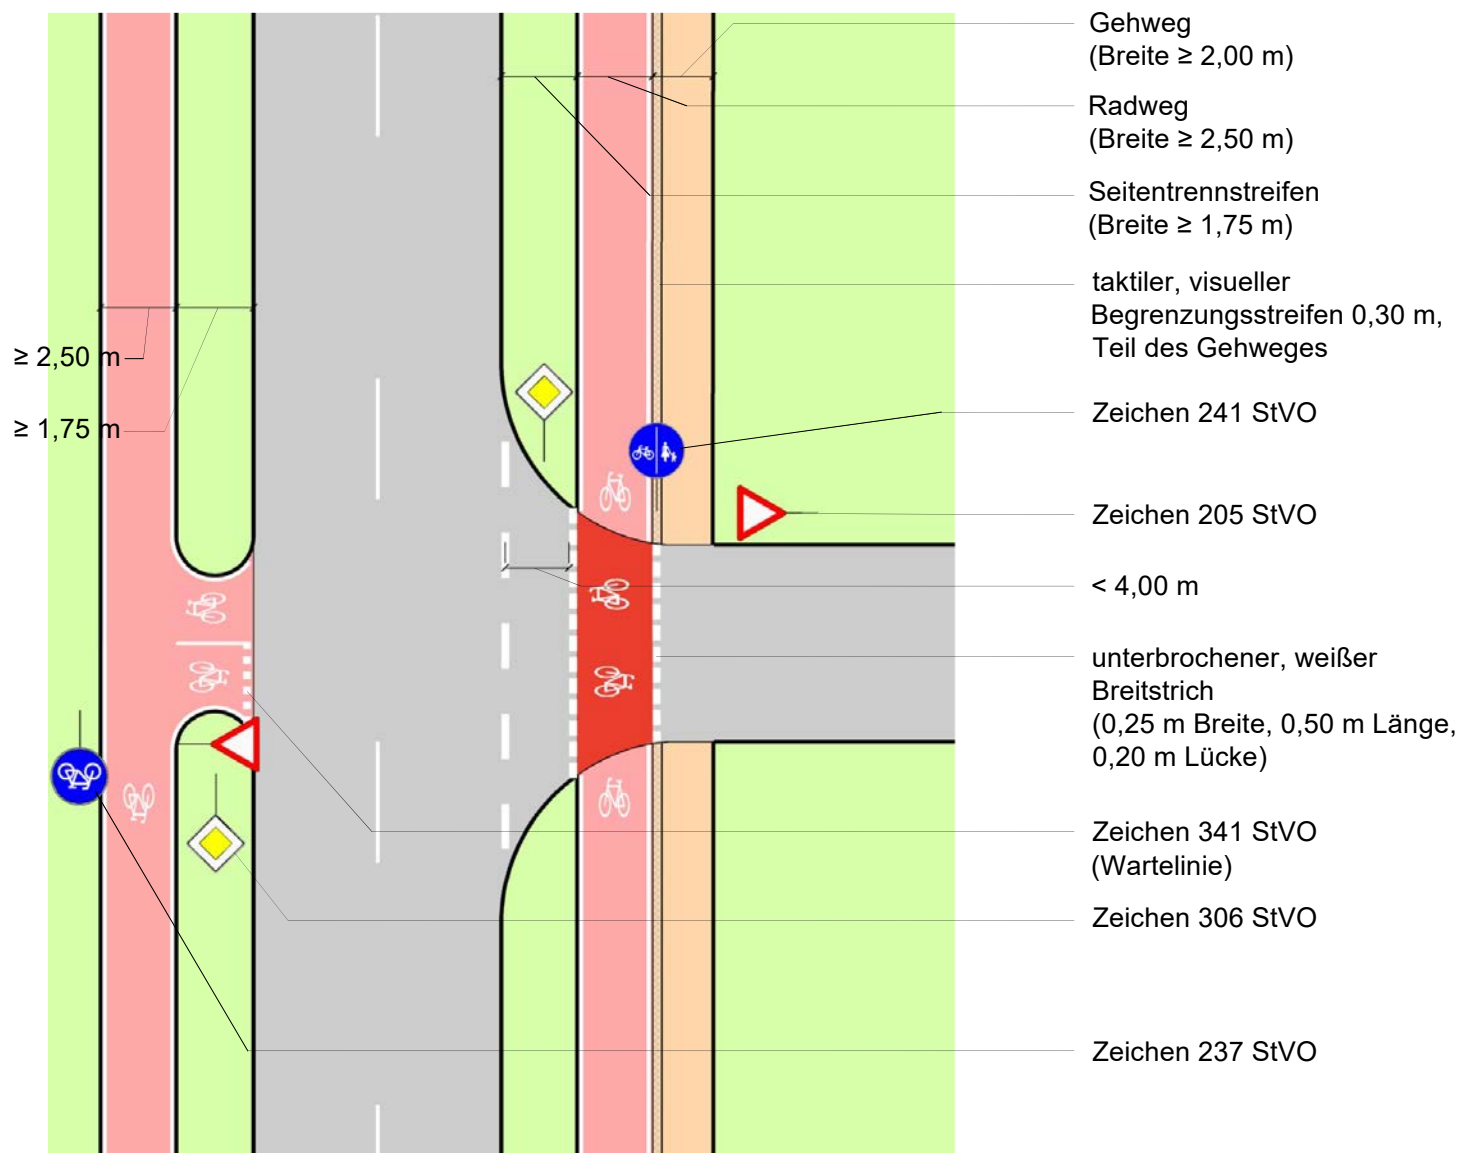 Gehweg
(Breite ≥ 2,00 m)
Radweg
(Breite ≥ 2,50 m)
Seitentrennstreifen
(Breite ≥ 1,75 m)
taktiler, visueller
Begrenzungsstreifen 0,30 m,
Teil des Gehweges
≥ 2,50 m
≥ 1,75 m
Zeichen 241 StVO
Zeichen 205 StVO
< 4,00 m
unterbrochener, weißer
Breitstrich
(0,25 m Breite, 0,50 m Länge,
0,20 m Lücke)
Zeichen 341 StVO
(Wartelinie)
Zeichen 306 StVO
Zeichen 237 StVO